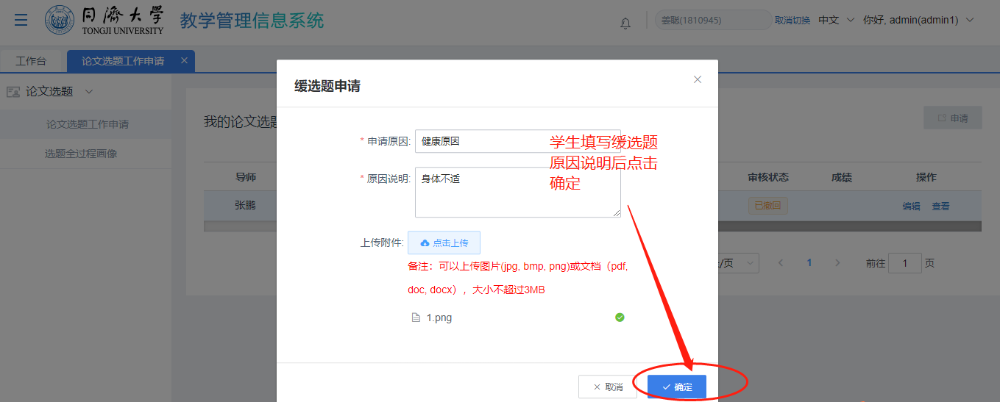 同濟大学
TONGJI UNIVERSITY
教学管理信息系统
姜聪(1810945)
取消切换
中文
你好, admin(admin1)
工作台
论文选题工作申请
论文选题
论文选题工作申请
选题全过程画像
我的论文选题
申请
导师
审核状态
成绩
操作
张鹏
已撤回
编辑
查看
/页
1
前往
1
页
缓选题申请
* 申请原因:
健康原因
* 原因说明:
身体不适
学生填写缓选题
原因说明后点击
确定
上传附件:
点击上传
备注：可以上传图片(jpg, bmp, png)或文档（pdf,
doc, docx），大小不超过3MB
1.png
取消
确定